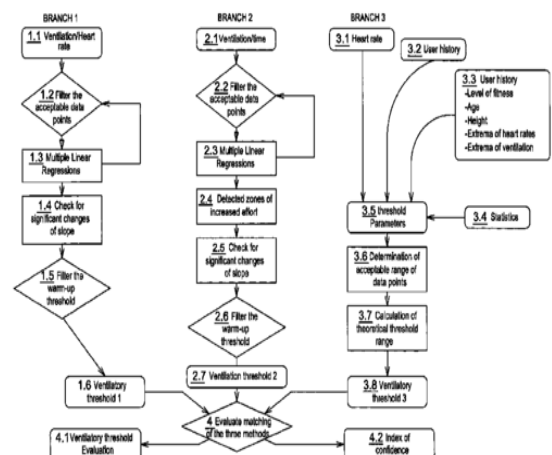 BRANCH 1
1.1 Ventilation/Heart
rate
1.2 Filter the
acceptable data
points
1.3 Multiple Linear
Regressions
1.4 Check for
significant changes
of slope
1.5 Filter the
warm-up
threshold
1.6 Ventilatory
threshold 1
BRANCH 2
2.1 Ventilation/time
2.2 Filter the
acceptable data
points
2.3 Multiple Linear
Regressions
2.4 Detected zones of
increased effort
2.5 Check for
significant changes
of slope
2.6 Filter the
warm-up
threshold
2.7 Ventilation threshold 2
BRANCH 3
3.1 Heart rate
3.2 User history
3.3 User history
-Level of fitness
-Age
-Height
-Extrema of heart rates
-Extrema of ventilation
3.4 Statistics
3.5 threshold
Parameters
3.6 Determination of
acceptable range of
data points
3.7 Calculation of
theoretical threshold
range
3.8 Ventilatory
threshold 3
4 Evaluate matching
of the three methods
4.1 Ventilatory threshold
Evaluation
4.2 Index of
confidence